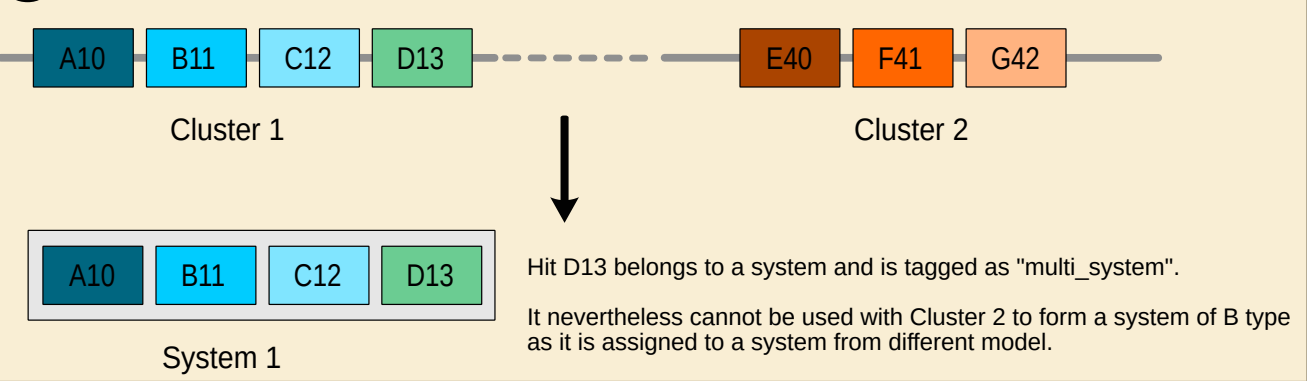 A10 B11 C12 D13 E40 F41 G42
Cluster 1 Cluster 2
A10 B11 C12 D13
Hit D13 belongs to a system and is tagged as "multi_system".
It nevertheless cannot be used with Cluster 2 to form a system of B type
as it is assigned to a system from different model.
System 1